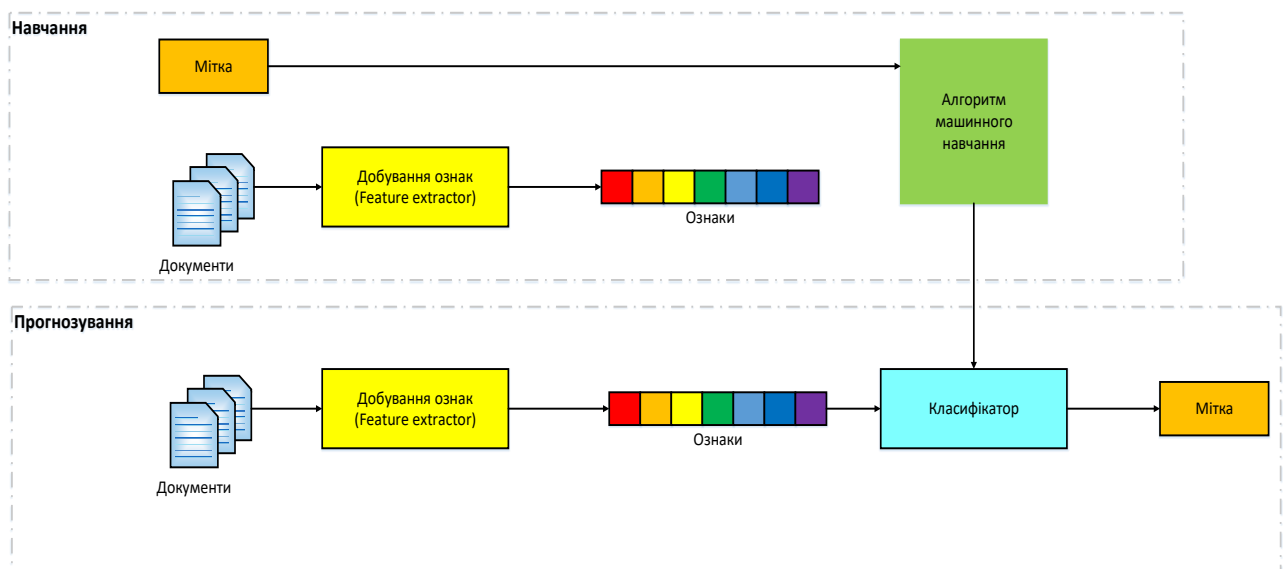 Навчання
Мітка
Алгоритм
машинного
навчання
Добування ознак
(Feature extractor)
Ознаки
Документи
Прогнозування
Добування ознак
(Feature extractor)
Класифікатор
Мітка
Ознаки
Документи